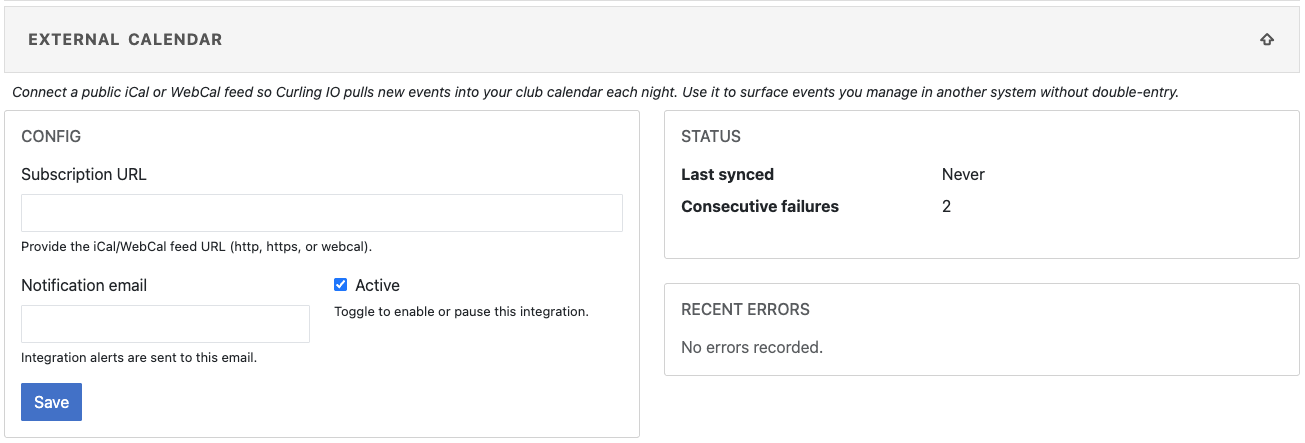 EXTERNAL CALENDAR
Connect a public iCal or WebCal feed so Curling IO pulls new events into your club calendar each night. Use it to surface events you manage in another system without double-entry.
CONFIG
Subscription URL
Provide the iCal/WebCal feed URL (http, https, or webcal).
Notification email
Active
Toggle to enable or pause this integration.
Integration alerts are sent to this email.
Save
STATUS
Last synced Never
Consecutive failures 2
RECENT ERRORS
No errors recorded.